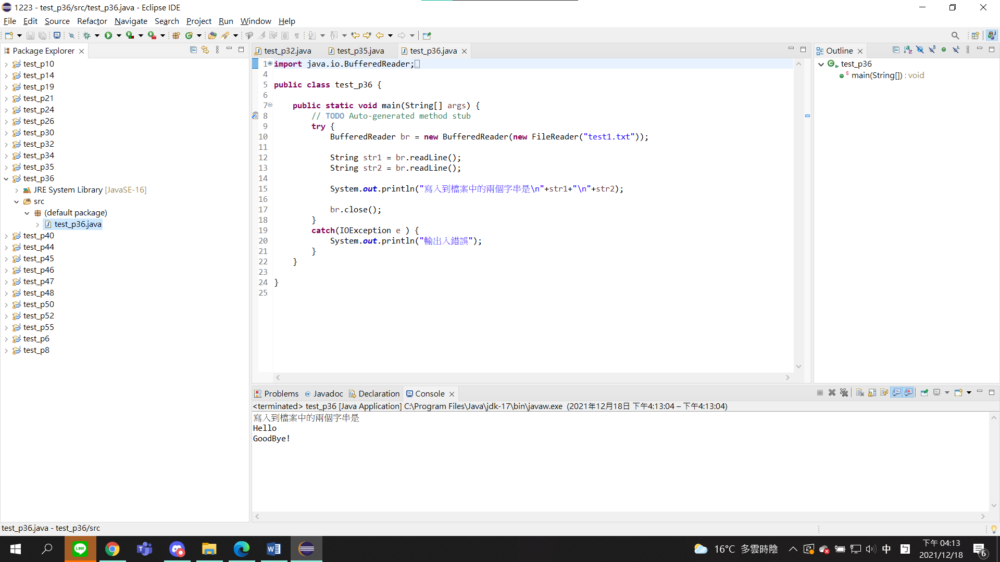 1223 - test_p36/src/test_p36.java - Eclipse IDE
File Edit Source Refactor Navigate Search Project Run Window Help
Package Explorer
test_p10
test_p14
test_p19
test_p21
test_p24
test_p26
test_p30
test_p32
test_p34
test_p35
test_p36
JRE System Library [JavaSE-16]
src
(default package)
test_p36.java
test_p40
test_p44
test_p45
test_p46
test_p47
test_p48
test_p50
test_p52
test_p55
test_p6
test_p8
test_p32.java test_p35.java test_p36.java
1 import java.io.BufferedReader;
4
5 public class test_p36 {
6
7 public static void main(String[] args) {
8 // TODO Auto-generated method stub
9 try {
10 BufferedReader br = new BufferedReader(new FileReader("test1.txt"));
11
12 String str1 = br.readLine();
13 String str2 = br.readLine();
14
15 System.out.println("寫入到檔案中的兩個字串是\n"+str1+"\n"+str2);
16
17 br.close();
18 }
19 catch(IOException e ) {
20 System.out.println("輸出入錯誤");
21 }
22 }
23
24 }
25
Outline
test_p36
main(String[]) : void
Problems @ Javadoc Declaration Console
<terminated> test_p36 [Java Application] C:\Program Files\Java\jdk-17\bin\javaw.exe (2021年12月18日 下午4:13:04 – 下午4:13:04)
寫入到檔案中的兩個字串是
Hello
GoodBye!
test_p36.java - test_p36/src
LINE
16°C 多雲時陰
中
ㄅ
下午 04:13
2021/12/18
6